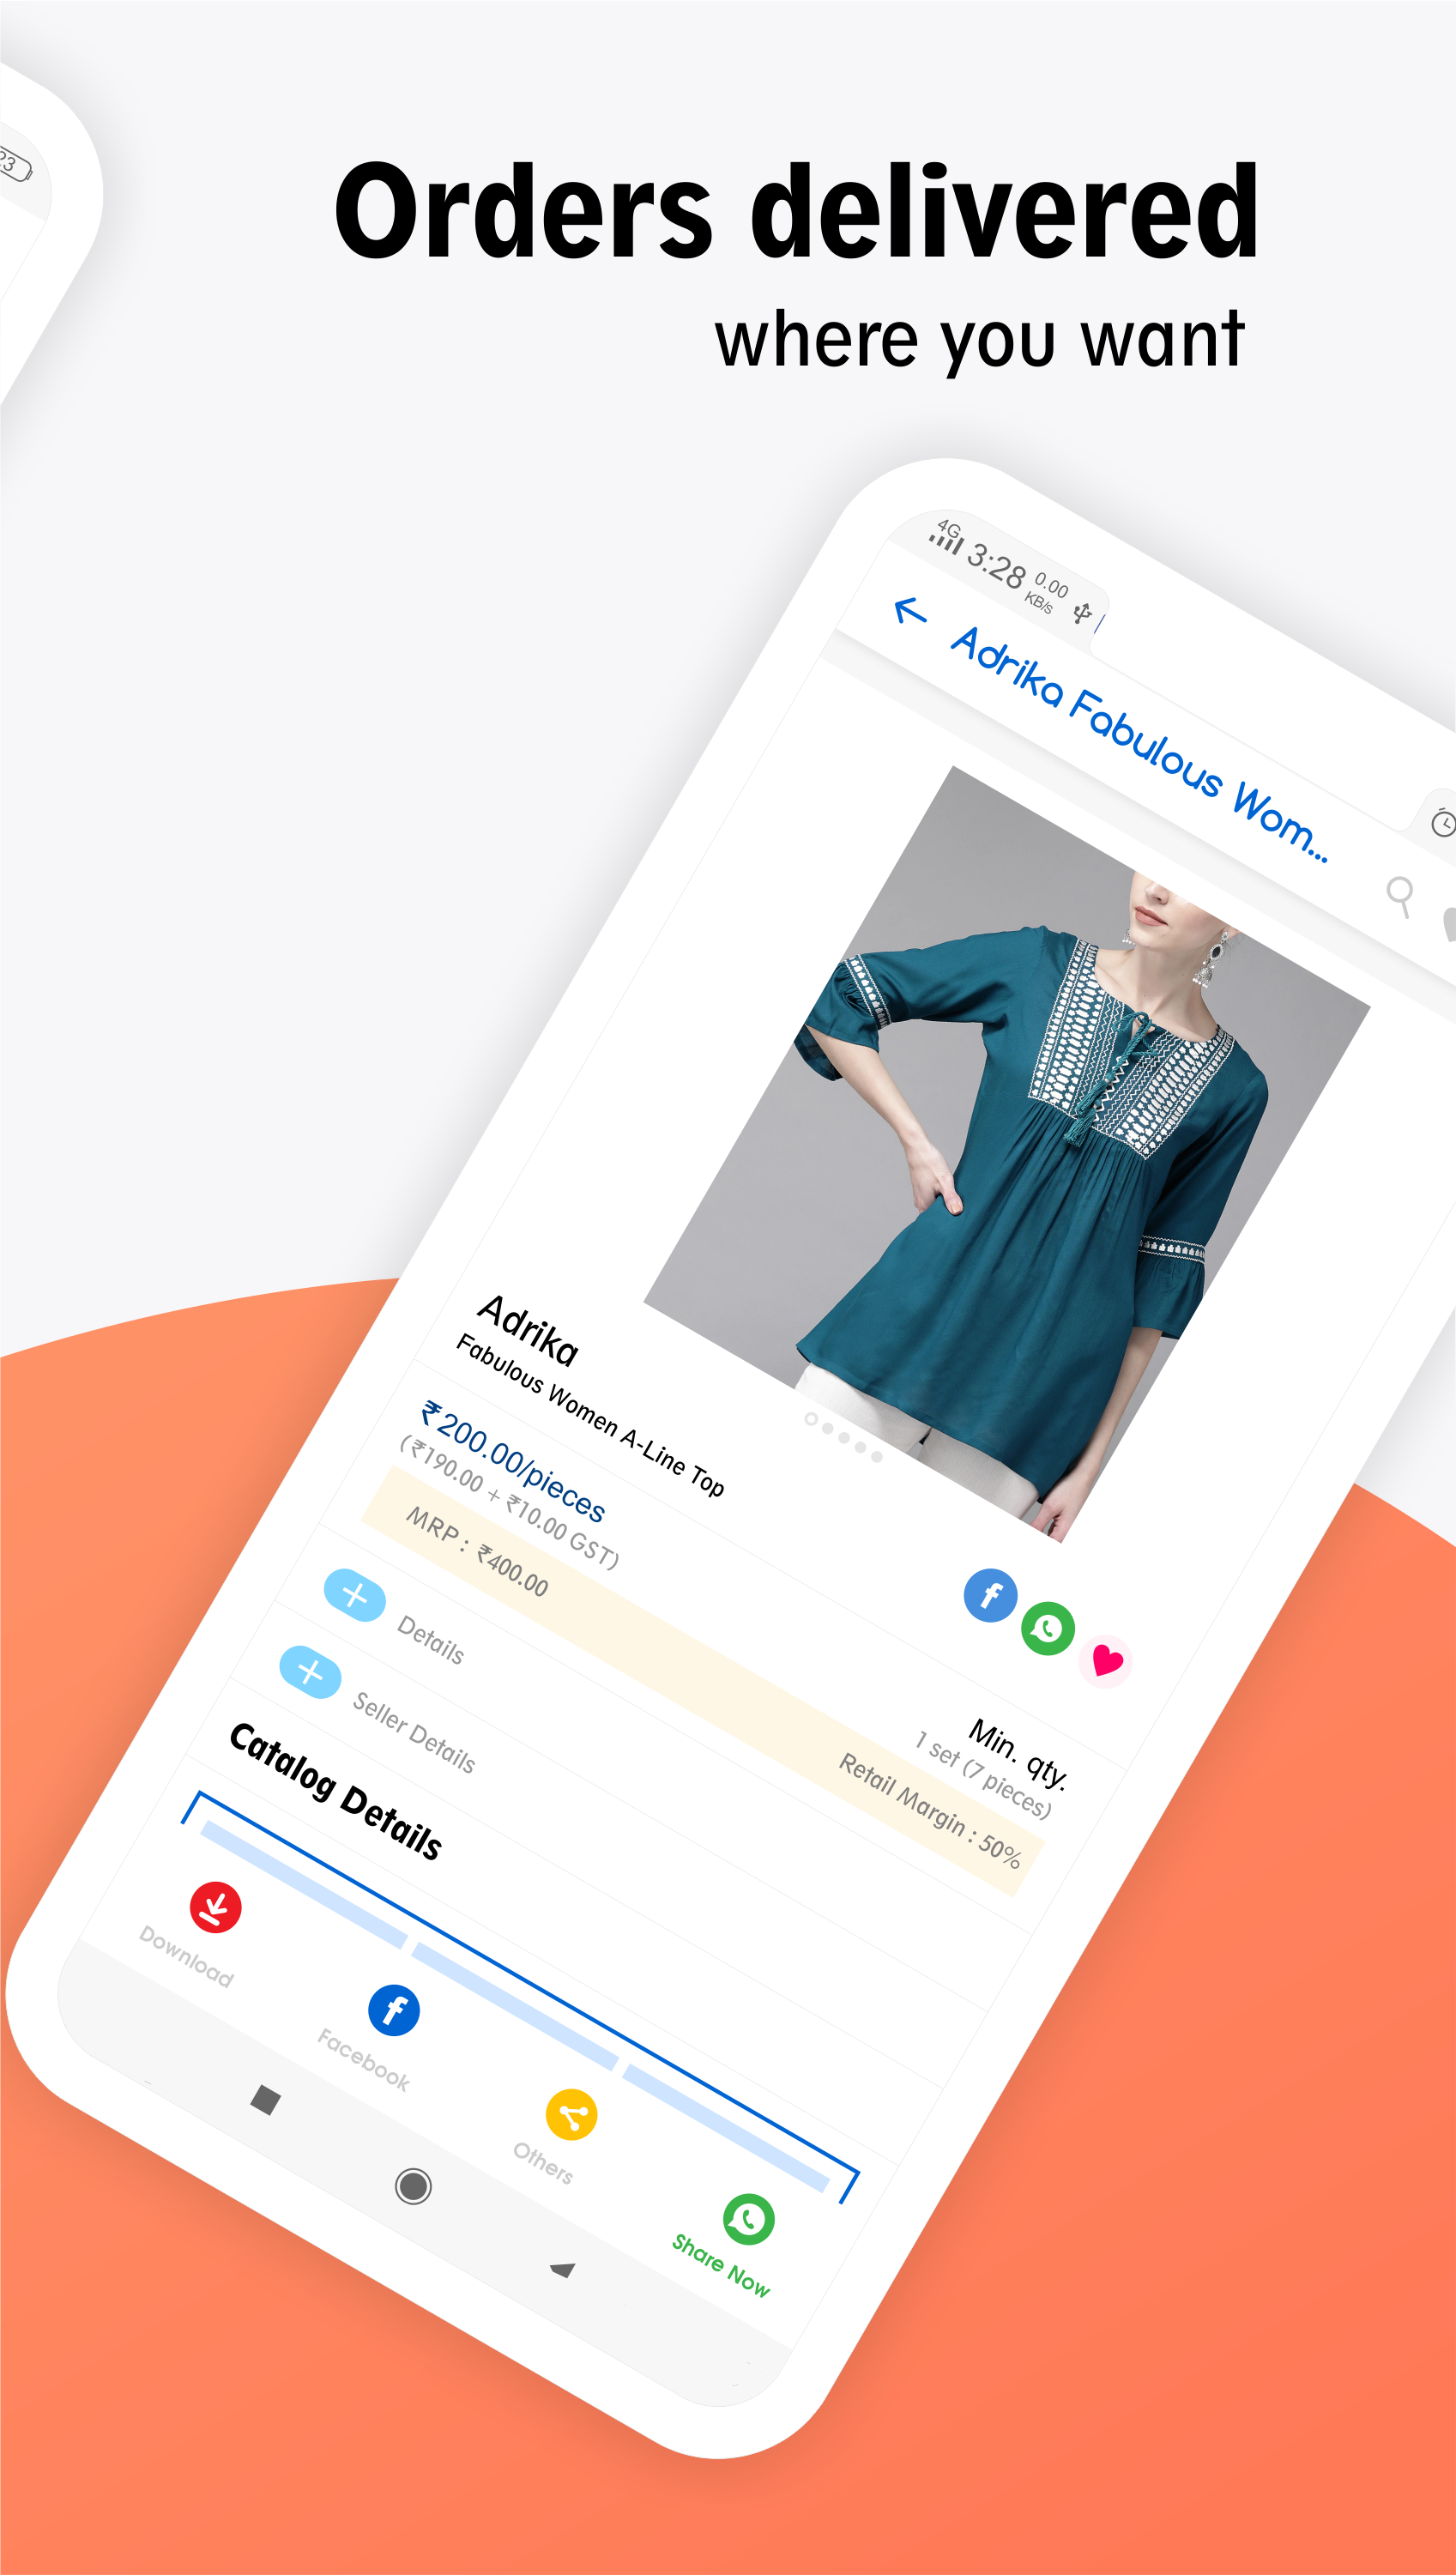 Orders delivered
where you want
23
4G
3:28
0.00
KB/s
Adrika Fabulous Wom...
Adrika
Fabulous Women A-Line Top
₹200.00/pieces
(₹190.00 + ₹10.00 GST)
Min. qty.
1 set (7 pieces)
MRP : ₹400.00
Retail Margin : 50%
Details
Seller Details
Catalog Details
Download
Facebook
Others
Share Now